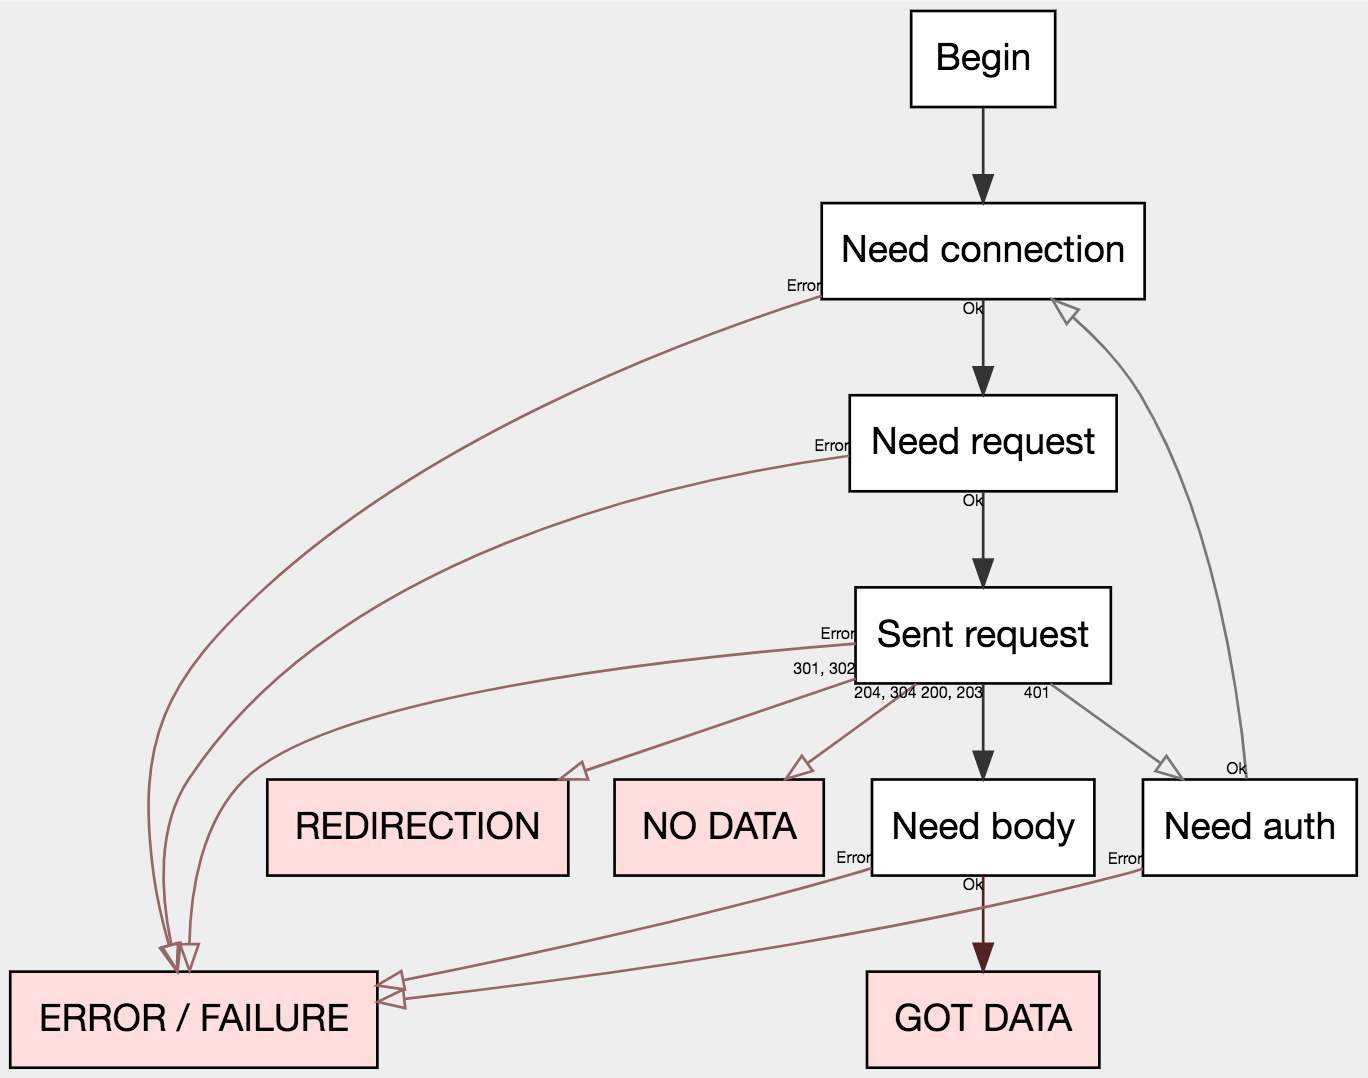 Begin
Need connection
Error
Ok
Need request
Error
Ok
Sent request
Error
301, 302
204, 304
200, 203
401
Ok
REDIRECTION
NO DATA
Need body
Need auth
Error
Error
Ok
ERROR / FAILURE
GOT DATA